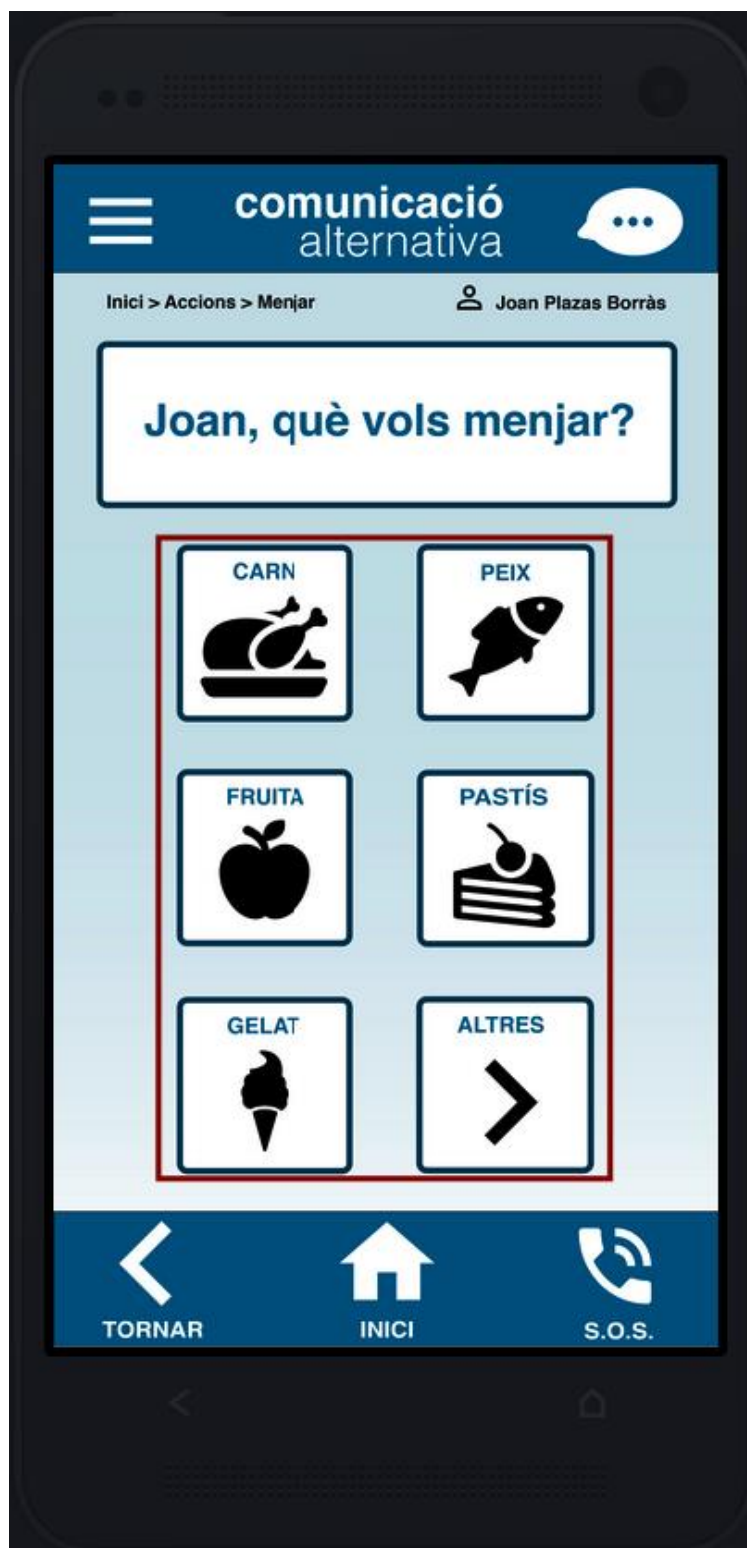 comunicació
alternativa
Inici > Accions > Menjar
Joan Plazas Borràs
Joan, què vols menjar?
CARN
PEIX
FRUITA
PASTÍS
GELAT
ALTRES
TORNAR
INICI
S.O.S.